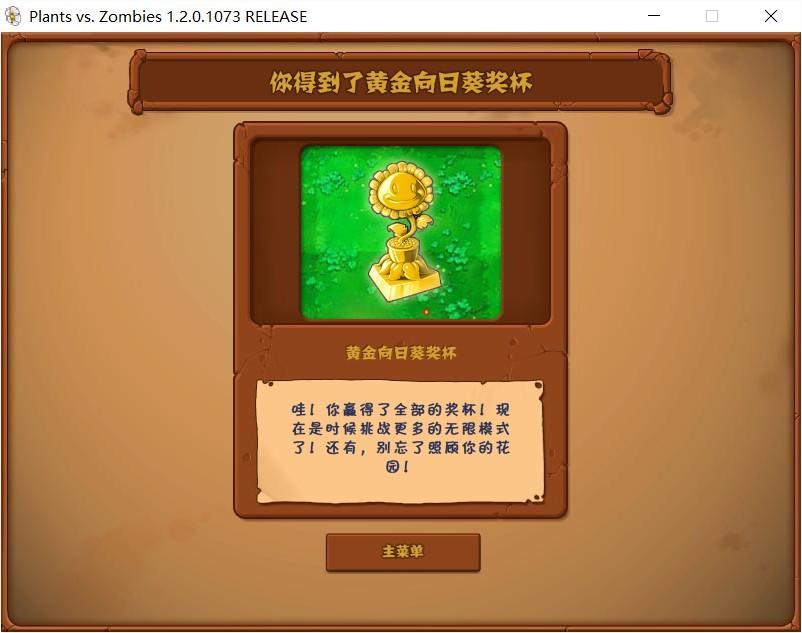 Plants vs. Zombies 1.2.0.1073 RELEASE
你得到了黄金向日葵奖杯
黄金向日葵奖杯
哇！你赢得了全部的奖杯！现
在是时候挑战更多的无限模式
了！还有，别忘了照顾你的花
园！
主菜单